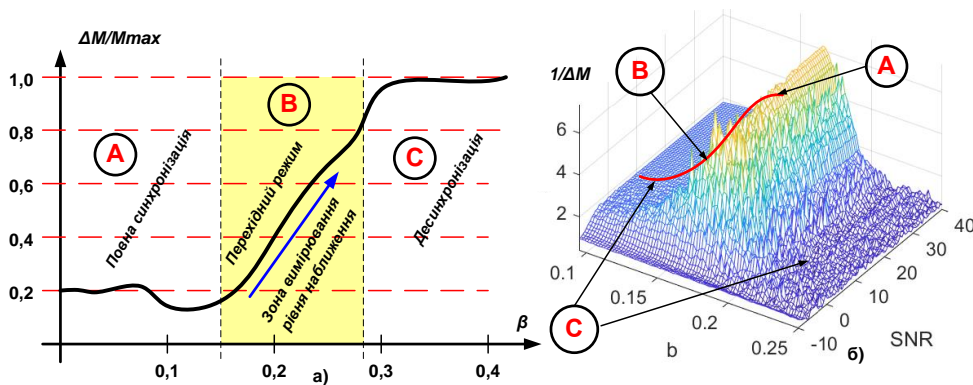 ΔM/Mmax
1,0
0,8
0,6
0,4
0,2
A
B
C
Повна синхронізація
Перехідний режим
Зона вимірювання
рівня наближення
Десинхронізація
β
0,1
0,2
0,3
0,4
а)
1/ΔM
6
4
2
B
A
C
C
0.1
0.15
0.2
0.25
b
-10
0
10
20
30
40
SNR
б)